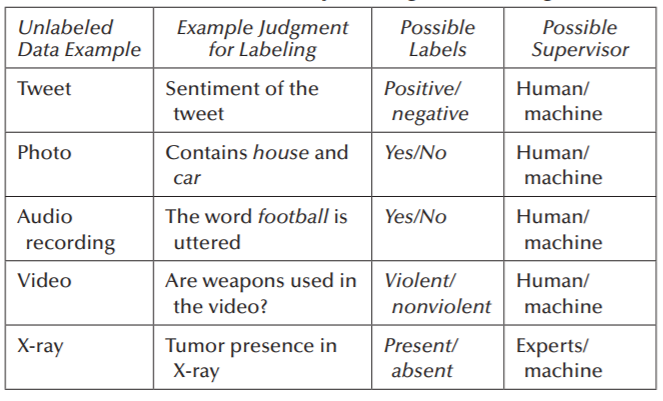 Unlabeled Data Example | Example Judgment for Labeling | Possible Labels | Possible Supervisor
Tweet | Sentiment of the tweet | Positive/negative | Human/machine
Photo | Contains house and car | Yes/No | Human/machine
Audio recording | The word football is uttered | Yes/No | Human/machine
Video | Are weapons used in the video? | Violent/nonviolent | Human/machine
X-ray | Tumor presence in X-ray | Present/absent | Experts/machine